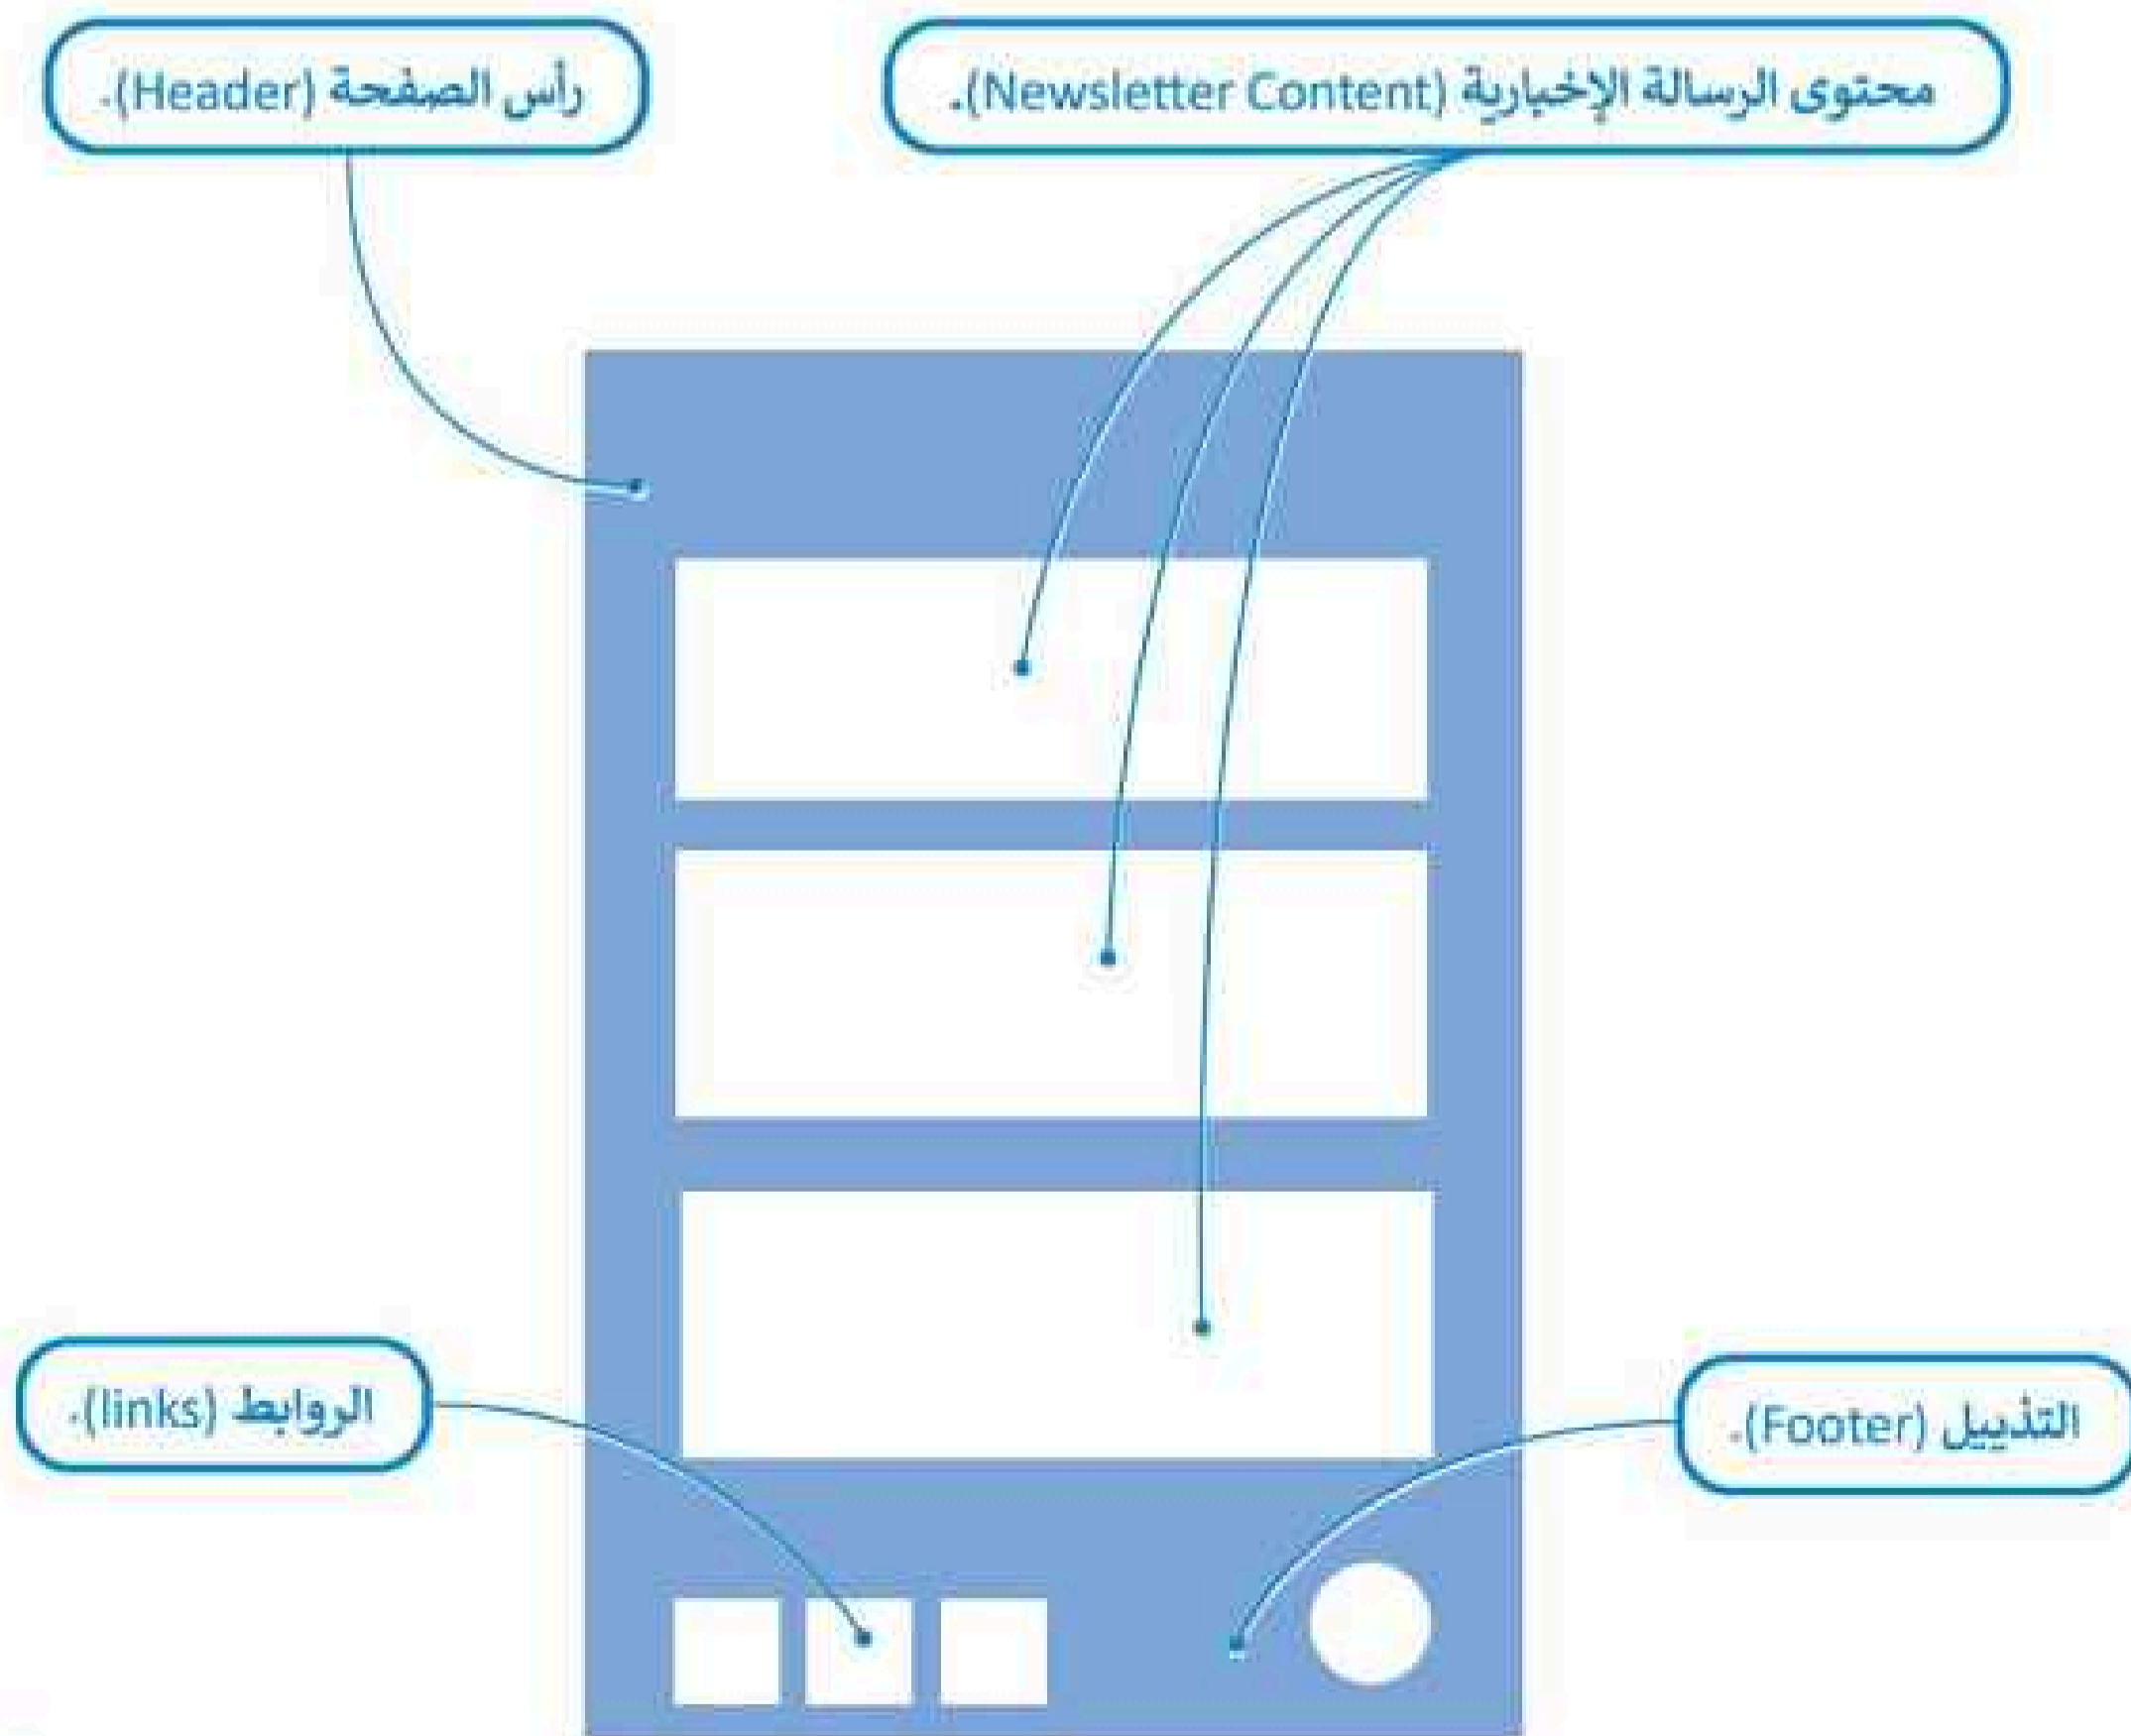 محتوى الرسالة الإخبارية (Newsletter Content).
رأس الصفحة (Header).
التذييل (Footer).
الروابط (links).